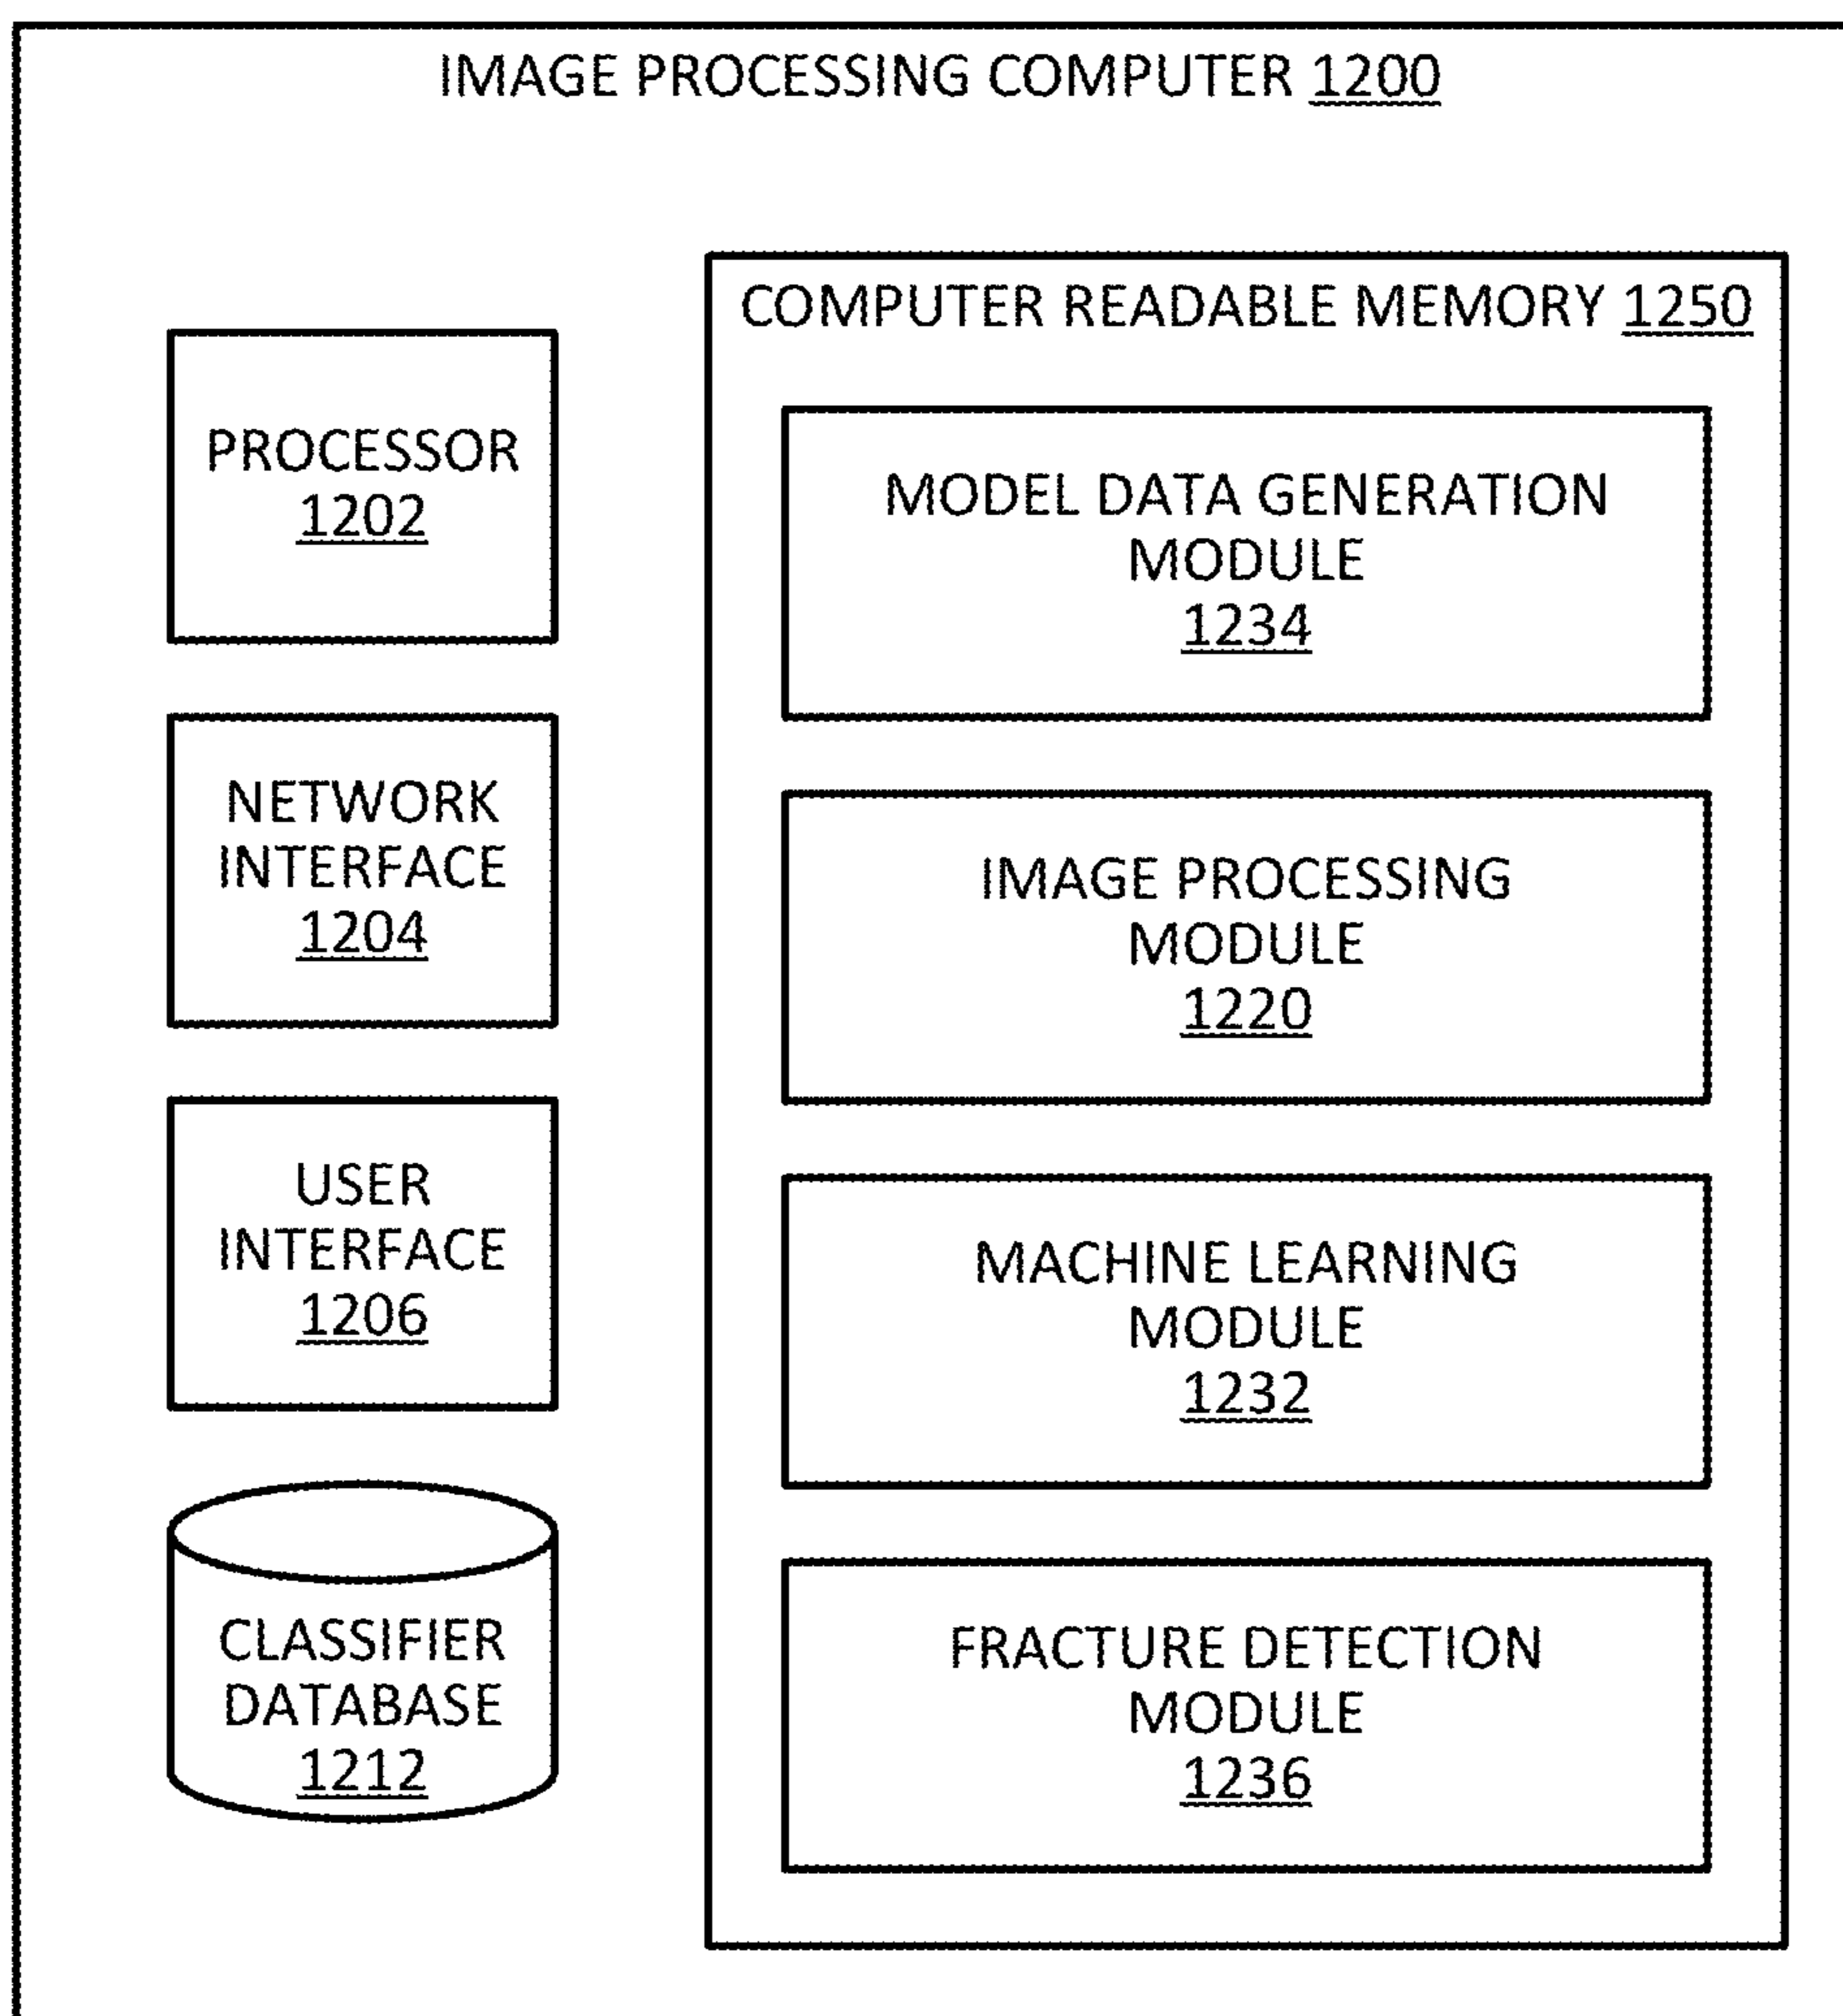 IMAGE PROCESSING COMPUTER 1200
PROCESSOR
1202
NETWORK
INTERFACE
1204
USER
INTERFACE
1206
CLASSIFIER
DATABASE
1212
COMPUTER READABLE MEMORY 1250
MODEL DATA GENERATION
MODULE
1234
IMAGE PROCESSING
MODULE
1220
MACHINE LEARNING
MODULE
1232
FRACTURE DETECTION
MODULE
1236